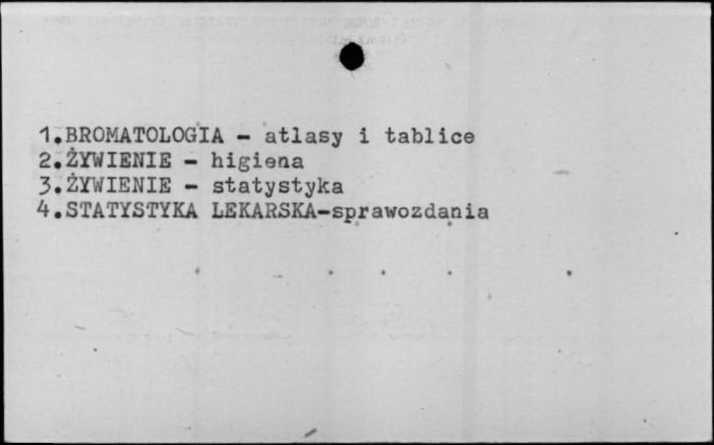 1.BROMATOLOGIA - atlasy i tablice
2.ŻYWIENIE - higiena
3.ŻYWIENIE - statystyka
4.STATYSTYKA LEKARSKA-sprawozdania